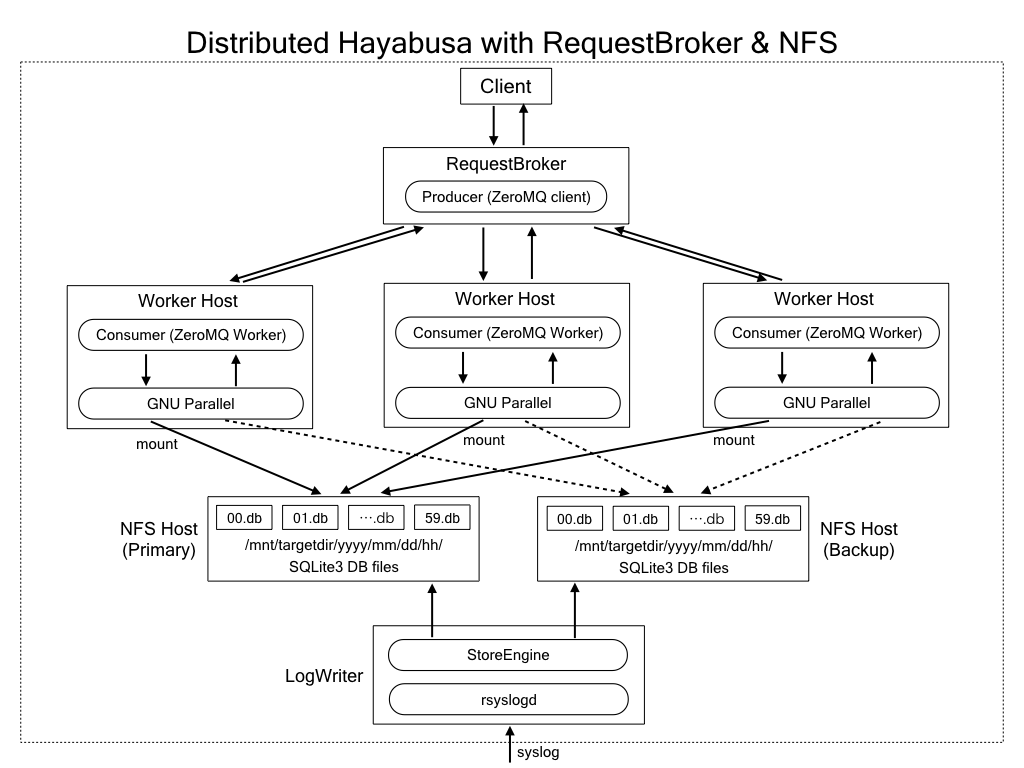 Distributed Hayabusa with RequestBroker & NFS
Client
RequestBroker
Producer (ZeroMQ client)
Worker Host
Consumer (ZeroMQ Worker)
GNU Parallel
Worker Host
Consumer (ZeroMQ Worker)
GNU Parallel
Worker Host
Consumer (ZeroMQ Worker)
GNU Parallel
mount
mount
mount
NFS Host
(Primary)
00.db
01.db
….db
59.db
/mnt/targetdir/yyyy/mm/dd/hh/
SQLite3 DB files
00.db
01.db
….db
59.db
/mnt/targetdir/yyyy/mm/dd/hh/
SQLite3 DB files
NFS Host
(Backup)
LogWriter
StoreEngine
rsyslogd
syslog